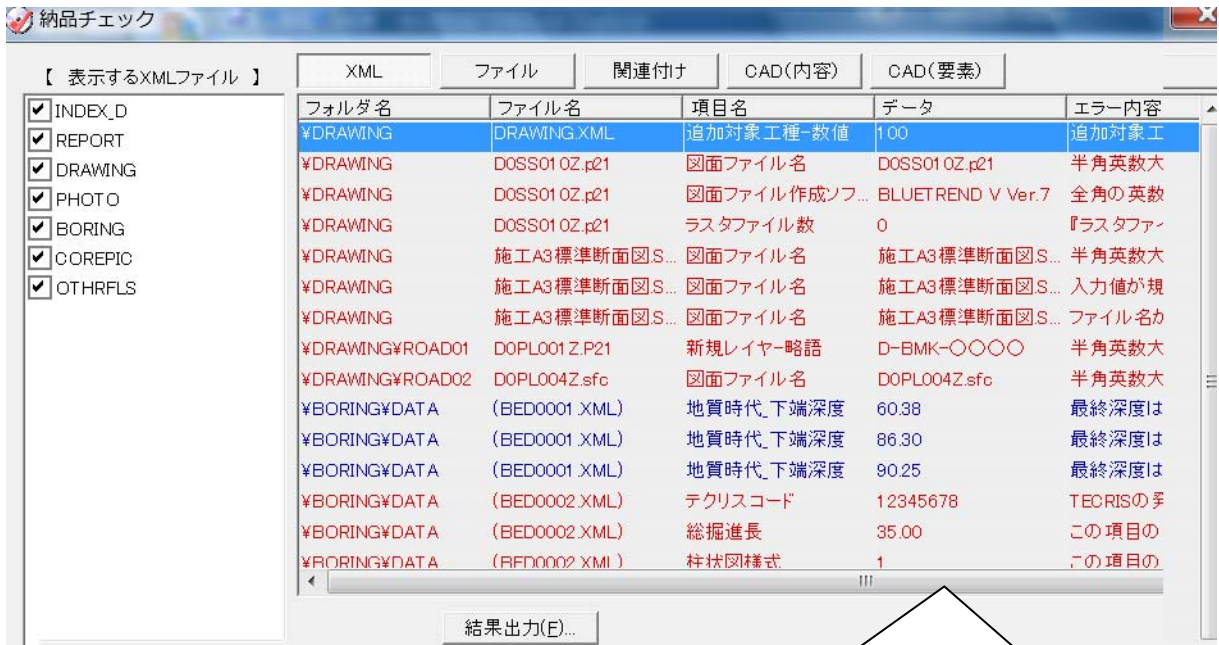 納品チェック
【 表示するXMLファイル 】
INDEX_D
REPORT
DRAWING
PHOTO
BORING
COREPIC
OTHRFLS
XML ファイル 関連付け CAD(内容) CAD(要素)
フォルダ名 ファイル名 項目名 データ エラー内容
¥DRAWING DRAWING.XML 追加対象工種-数値 100 追加対象工
¥DRAWING D0SS010Z.p21 図面ファイル名 D0SS010Z.p21 半角英数大
¥DRAWING D0SS010Z.p21 図面ファイル作成ソフ... BLUETREND V Ver.7 全角の英数
¥DRAWING D0SS010Z.p21 ラスタファイル数 0 『ラスタファイ
¥DRAWING 施工A3標準断面図.S... 図面ファイル名 施工A3標準断面図.S... 半角英数大
¥DRAWING 施工A3標準断面図.S... 図面ファイル名 施工A3標準断面図.S... 入力値が規
¥DRAWING 施工A3標準断面図.S... 図面ファイル名 施工A3標準断面図.S... ファイル名が
¥DRAWING¥ROAD01 D0PL001Z.P21 新規レイヤー略語 D-BMK-〇〇〇〇 半角英数大
¥DRAWING¥ROAD02 D0PL004Z.sfc 図面ファイル名 D0PL004Z.sfc 半角英数大
¥BORING¥DATA (BED0001.XML) 地質時代_下端深度 60.38 最終深度は
¥BORING¥DATA (BED0001.XML) 地質時代_下端深度 86.30 最終深度は
¥BORING¥DATA (BED0001.XML) 地質時代_下端深度 90.25 最終深度は
¥BORING¥DATA (BED0002.XML) テクリスコード 12345678 TECRISの発
¥BORING¥DATA (BED0002.XML) 総掘進長 35.00 この項目の
¥BORING¥DATA (BED0002.XML) 柱状図様式 1 この項目の
結果出力(F)...